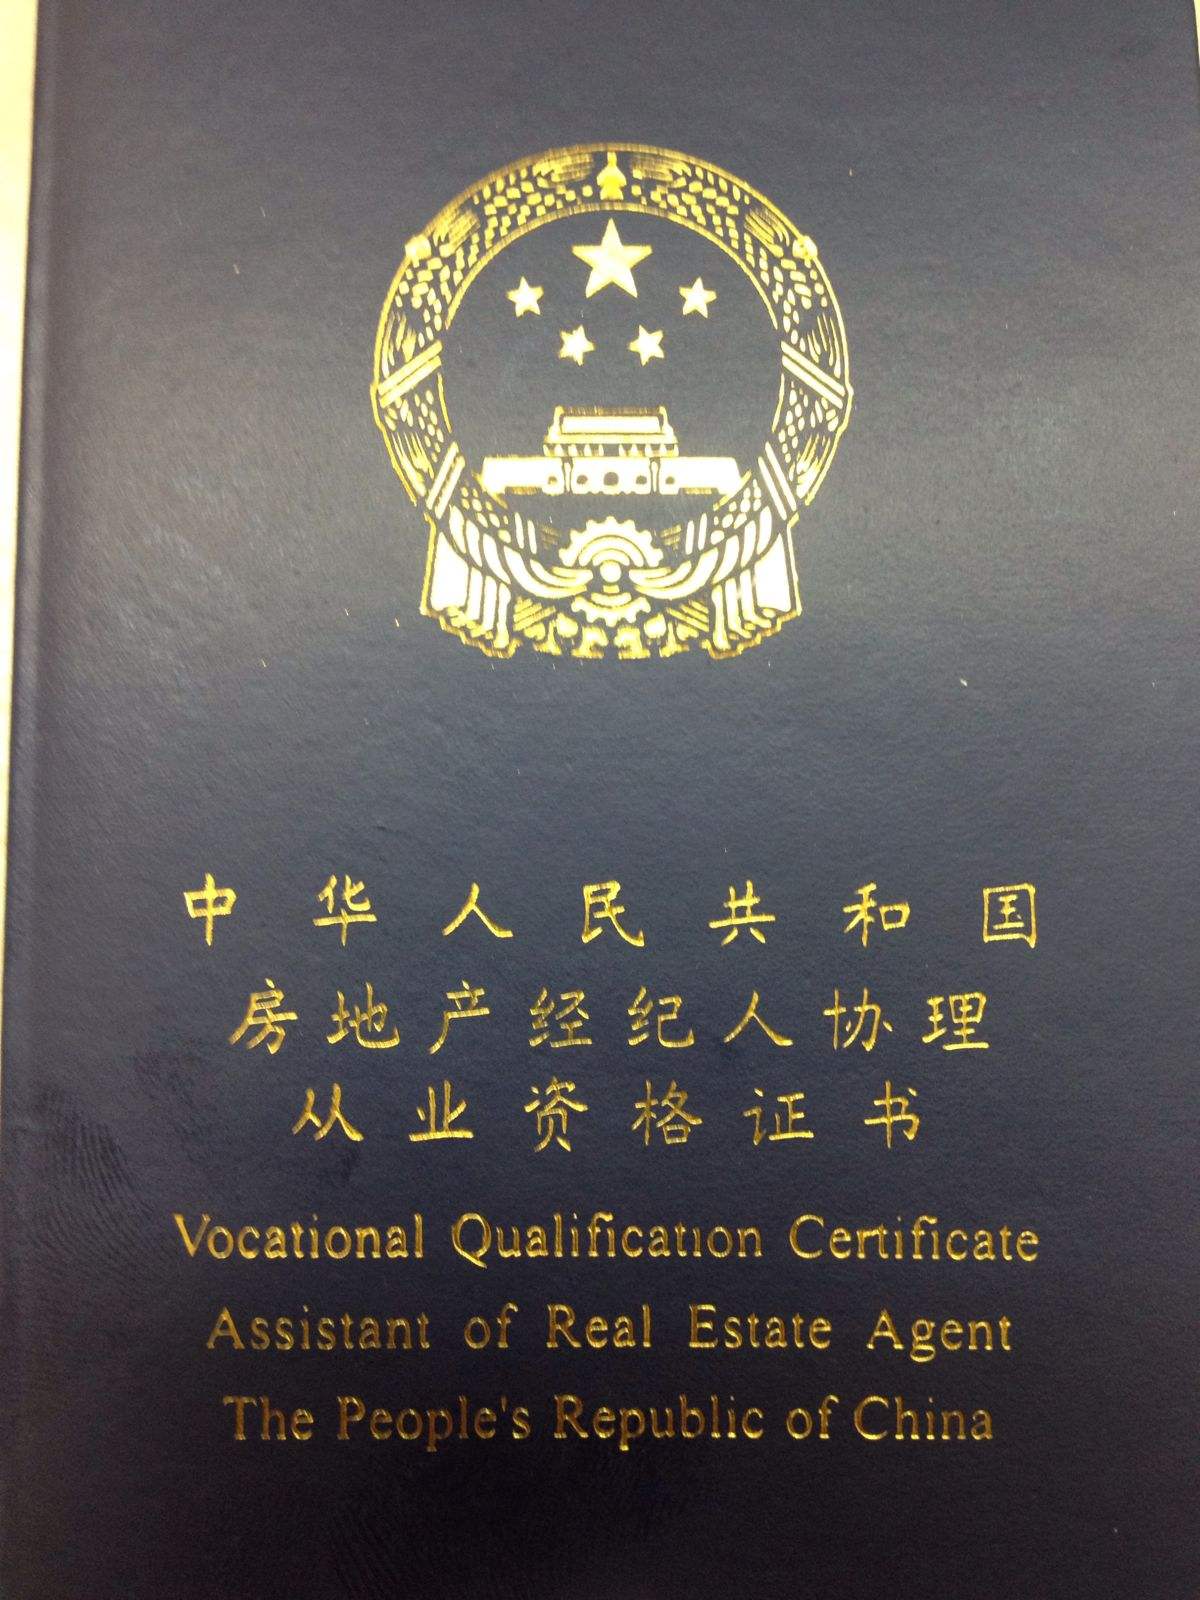 中华人民共和国
房地产经纪人协理
从业资格证书
Vocational Qualification Certificate
Assistant of Real Estate Agent
The People's Republic of China